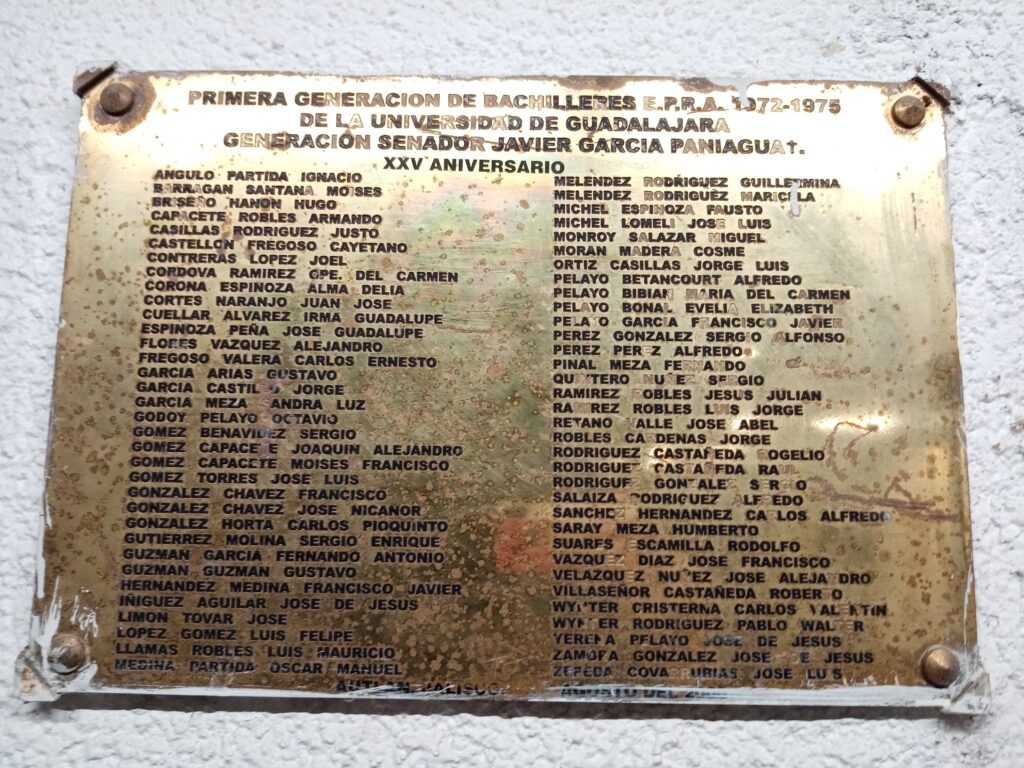 PRIMERA GENERACION DE BACHILLERES E.P.R.A. 1972-1975
DE LA UNIVERSIDAD DE GUADALAJARA
GENERACIÓN SENADOR JAVIER GARCIA PANIAGUA†.
XXV ANIVERSARIO
ANGULO PARTIDA IGNACIO
BARRAGAN SANTANA MOISES
BRISEÑO HANON HUGO
CAPACETE ROBLES ARMANDO
CASILLAS RODRIGUEZ JUSTO
CASTELLON FREGOSO CAYETANO
CONTRERAS LOPEZ JOEL
CORDOVA RAMIREZ GPE. DEL CARMEN
CORONA ESPINOZA ALMA DELIA
CORTES NARANJO JUAN JOSE
CUELLAR ALVAREZ IRMA GUADALUPE
ESPINOZA PEÑA JOSE GUADALUPE
FLORES VAZQUEZ ALEJANDRO
FREGOSO VALERA CARLOS ERNESTO
GARCIA ARIAS GUSTAVO
GARCIA CASTILLO JORGE
GARCIA MEZA SANDRA LUZ
GODOY PELAYO OCTAVIO
GOMEZ BENAVIDEZ SERGIO
GOMEZ CAPACETE JOAQUIN ALEJANDRO
GOMEZ CAPACETE MOISES FRANCISCO
GOMEZ TORRES JOSE LUIS
GONZALEZ CHAVEZ FRANCISCO
GONZALEZ CHAVEZ JOSE NICANOR
GONZALEZ HORTA CARLOS PIOQUINTO
GUTIERREZ MOLINA SERGIO ENRIQUE
GUZMAN GARCIA FERNANDO ANTONIO
GUZMAN GUZMAN GUSTAVO
HERNANDEZ MEDINA FRANCISCO JAVIER
IÑIGUEZ AGUILAR JOSE DE JESUS
LIMON TOVAR JOSE
LOPEZ GOMEZ LUIS FELIPE
LLAMAS ROBLES LUIS MAURICIO
MEDINA PARTIDA OSCAR MANUEL
MELENDEZ RODRIGUEZ GUILLERMINA
MELENDEZ RODRIGUEZ MARICELA
MICHEL ESPINOZA FAUSTO
MICHEL LOMELI JOSE LUIS
MONROY SALAZAR MIGUEL
MORAN MADERA COSME
ORTIZ CASILLAS JORGE LUIS
PELAYO BETANCOURT ALFREDO
PELAYO BIBIAN MARIA DEL CARMEN
PELAYO BONAL EVELIA ELIZABETH
PELAYO GARCIA FRANCISCO JAVIER
PEREZ GONZALEZ SERGIO ALFONSO
PEREZ PEREZ ALFREDO
PINAL MEZA FERNANDO
QUINTERO NUÑEZ SERGIO
RAMIREZ ROBLES JESUS JULIAN
RAMIREZ ROBLES LUIS JORGE
RETANO VALLE JOSE ABEL
ROBLES CARDENAS JORGE
RODRIGUEZ CASTAÑEDA ROGELIO
RODRIGUEZ CASTAÑEDA RAUL
RODRIGUEZ GONZALEZ SERGIO
SALAIZA RODRIGUEZ ALFREDO
SANCHEZ HERNANDEZ CARLOS ALFREDO
SARAY MEZA HUMBERTO
SUARES ESCAMILLA RODOLFO
VAZQUEZ DIAZ JOSE FRANCISCO
VELAZQUEZ NUÑEZ JOSE ALEJANDRO
VILLASEÑOR CASTAÑEDA ROBERTO
WYNTER CRISTERNA CARLOS VALENTIN
WYNTER RODRIGUEZ PABLO WALTER
YERENA PELAYO JOSE DE JESUS
ZAMORA GONZALEZ JOSE DE JESUS
ZEPEDA COVARRUBIAS JOSE LUIS
AUTLAN JALISCO AGOSTO DEL